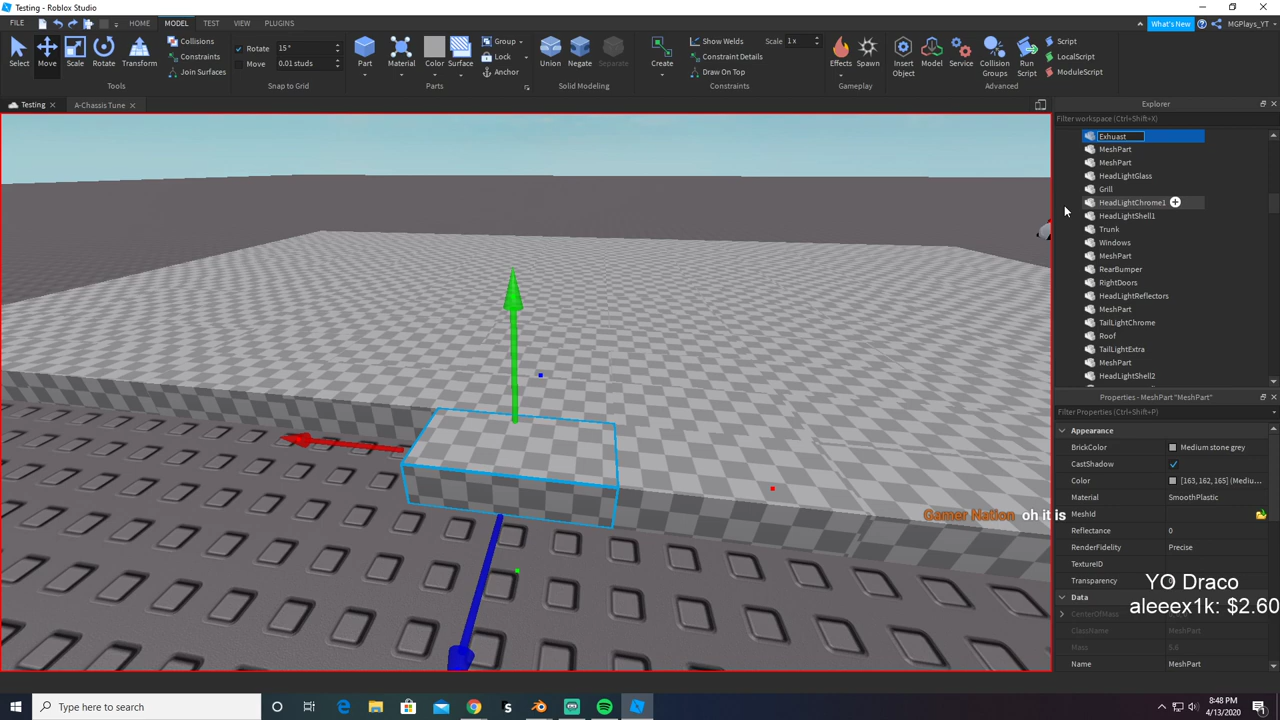 Testing - Roblox Studio
FILE HOME MODEL TEST VIEW PLUGINS What's New MGPlays_YT
Select Move Scale Rotate Transform
Tools
Collisions
Constraints
Join Surfaces
Rotate 15°
Move 0.01 studs
Snap to Grid
Part Material Color Surface
Group
Lock
Anchor
Parts
Union Negate Separate
Solid Modeling
Create
Show Welds Scale 1 x
Constraint Details
Draw On Top
Constraints
Effects Spawn
Gameplay
Insert Object Model Service Collision Groups Run Script
Script
LocalScript
ModuleScript
Advanced
Testing A-Chassis Tune
Explorer
Filter workspace (Ctrl+Shift+X)
Exhuast
MeshPart
MeshPart
HeadLightGlass
Grill
HeadLightChrome1
HeadLightShell1
Trunk
Windows
MeshPart
RearBumper
RightDoors
HeadLightReflectors
MeshPart
TailLightChrome
Roof
TailLightExtra
MeshPart
HeadLightShell2
Properties - MeshPart "MeshPart"
Filter Properties (Ctrl+Shift+P)
Appearance
BrickColor Medium stone grey
CastShadow
Color [163, 162, 165] (Mediu...
Material SmoothPlastic
MeshId
Gamer Nation oh it is
Reflectance 0
RenderFidelity Precise
TextureID
Transparency
YO Draco
aleeex1k: $2.60
Data
CenterOfMass
ClassName MeshPart
Mass 5.6
Name MeshPart
Type here to search
8:48 PM
4/13/2020